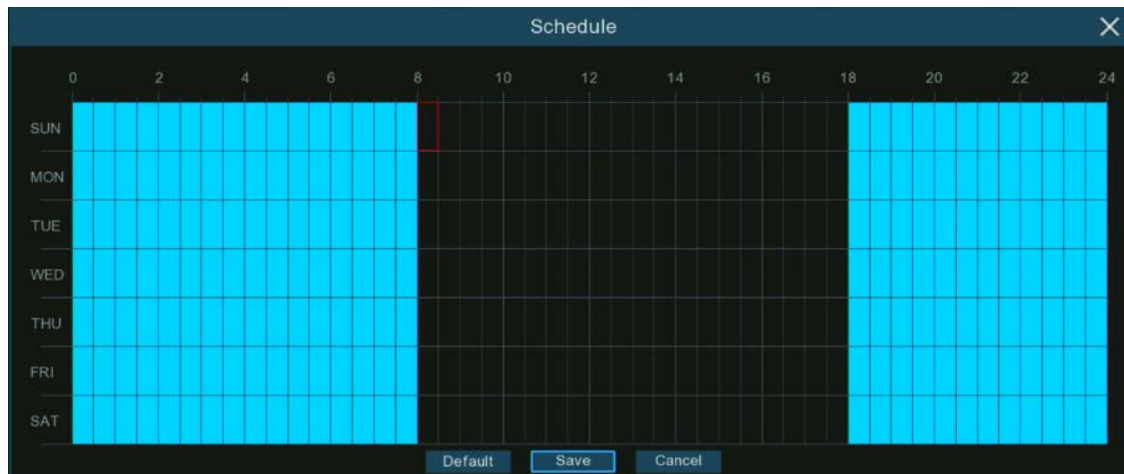 Schedule
0 2 4 6 8 10 12 14 16 18 20 22 24
SUN
MON
TUE
WED
THU
FRI
SAT
Default Save Cancel